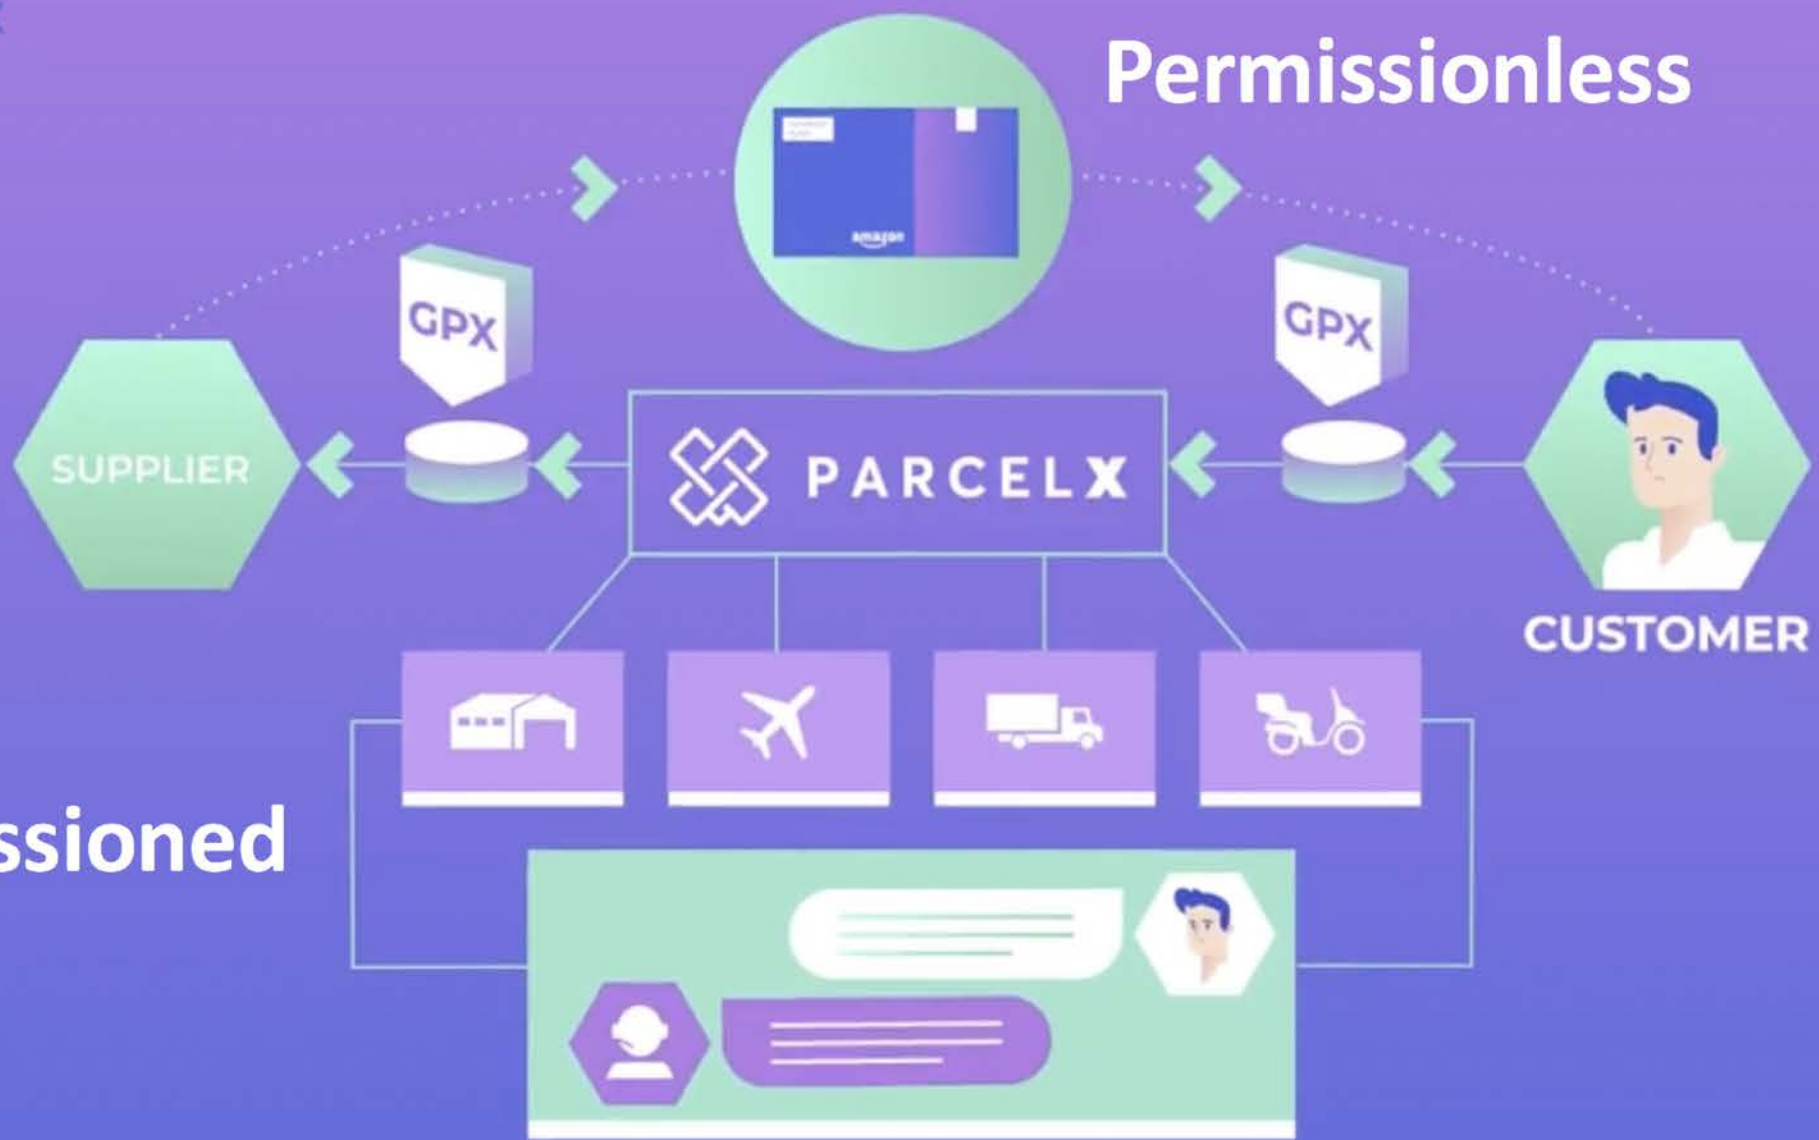 Permissionless
amazon
GPX
GPX
SUPPLIER
PARCELX
CUSTOMER
ssioned